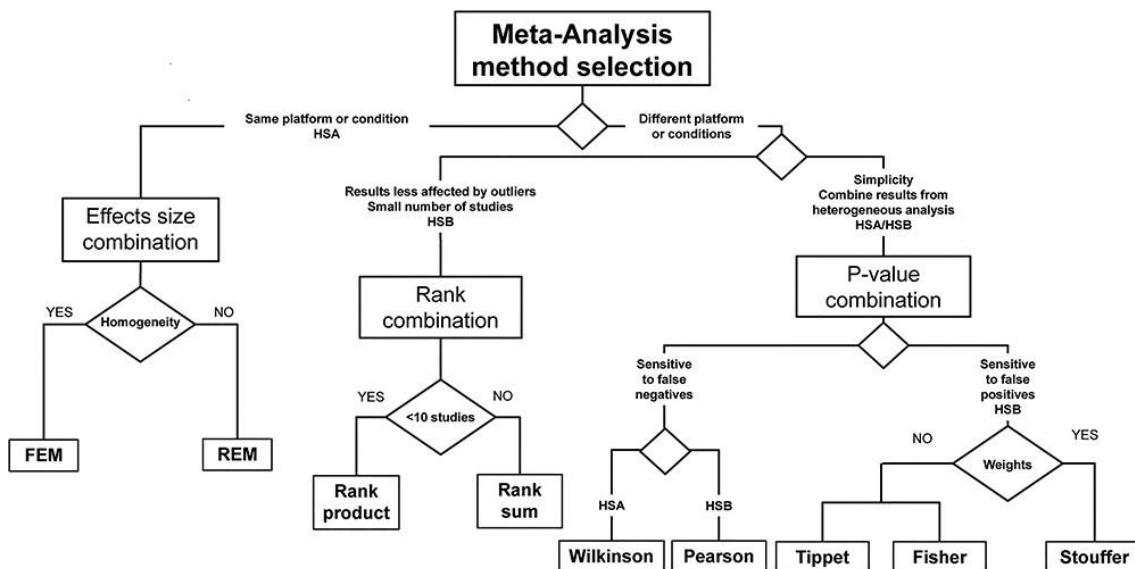 Meta-Analysis
method selection
Same platform or condition
HSA
Different platform
or conditions
Results less affected by outliers
Small number of studies
HSB
Simplicity
Combine results from
heterogeneous analysis
HSA/HSB
Effects size
combination
Rank
combination
P-value
combination
YES
Homogeneity
NO
YES
<10 studies
NO
Sensitive
to false
negatives
Sensitive
to false
positives
HSB
NO
Weights
YES
FEM
REM
Rank
product
Rank
sum
HSA
HSB
Wilkinson
Pearson
Tippet
Fisher
Stouffer